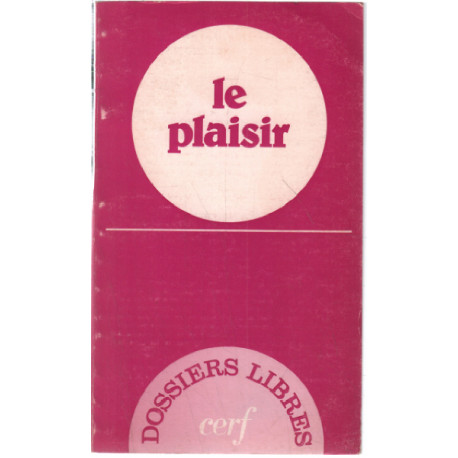 le
plaisir
DOSSIERS LIBRES
cerf